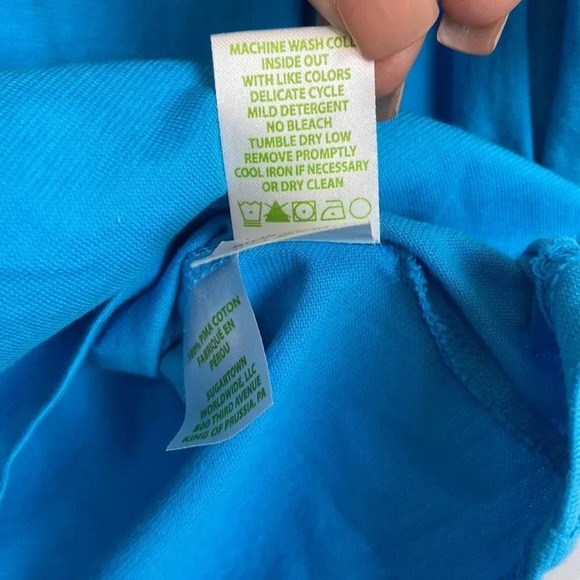 MACHINE WASH COLD
INSIDE OUT
WITH LIKE COLORS
DELICATE CYCLE
MILD DETERGENT
NO BLEACH
TUMBLE DRY LOW
REMOVE PROMPTLY
COOL IRON IF NECESSARY
OR DRY CLEAN
100% PIMA COTTON
FABRIQUÉ EN
PEROU
SUGARTOWN
WORLDWIDE, LLC
800 THIRD AVENUE
KING OF PRUSSIA, PA